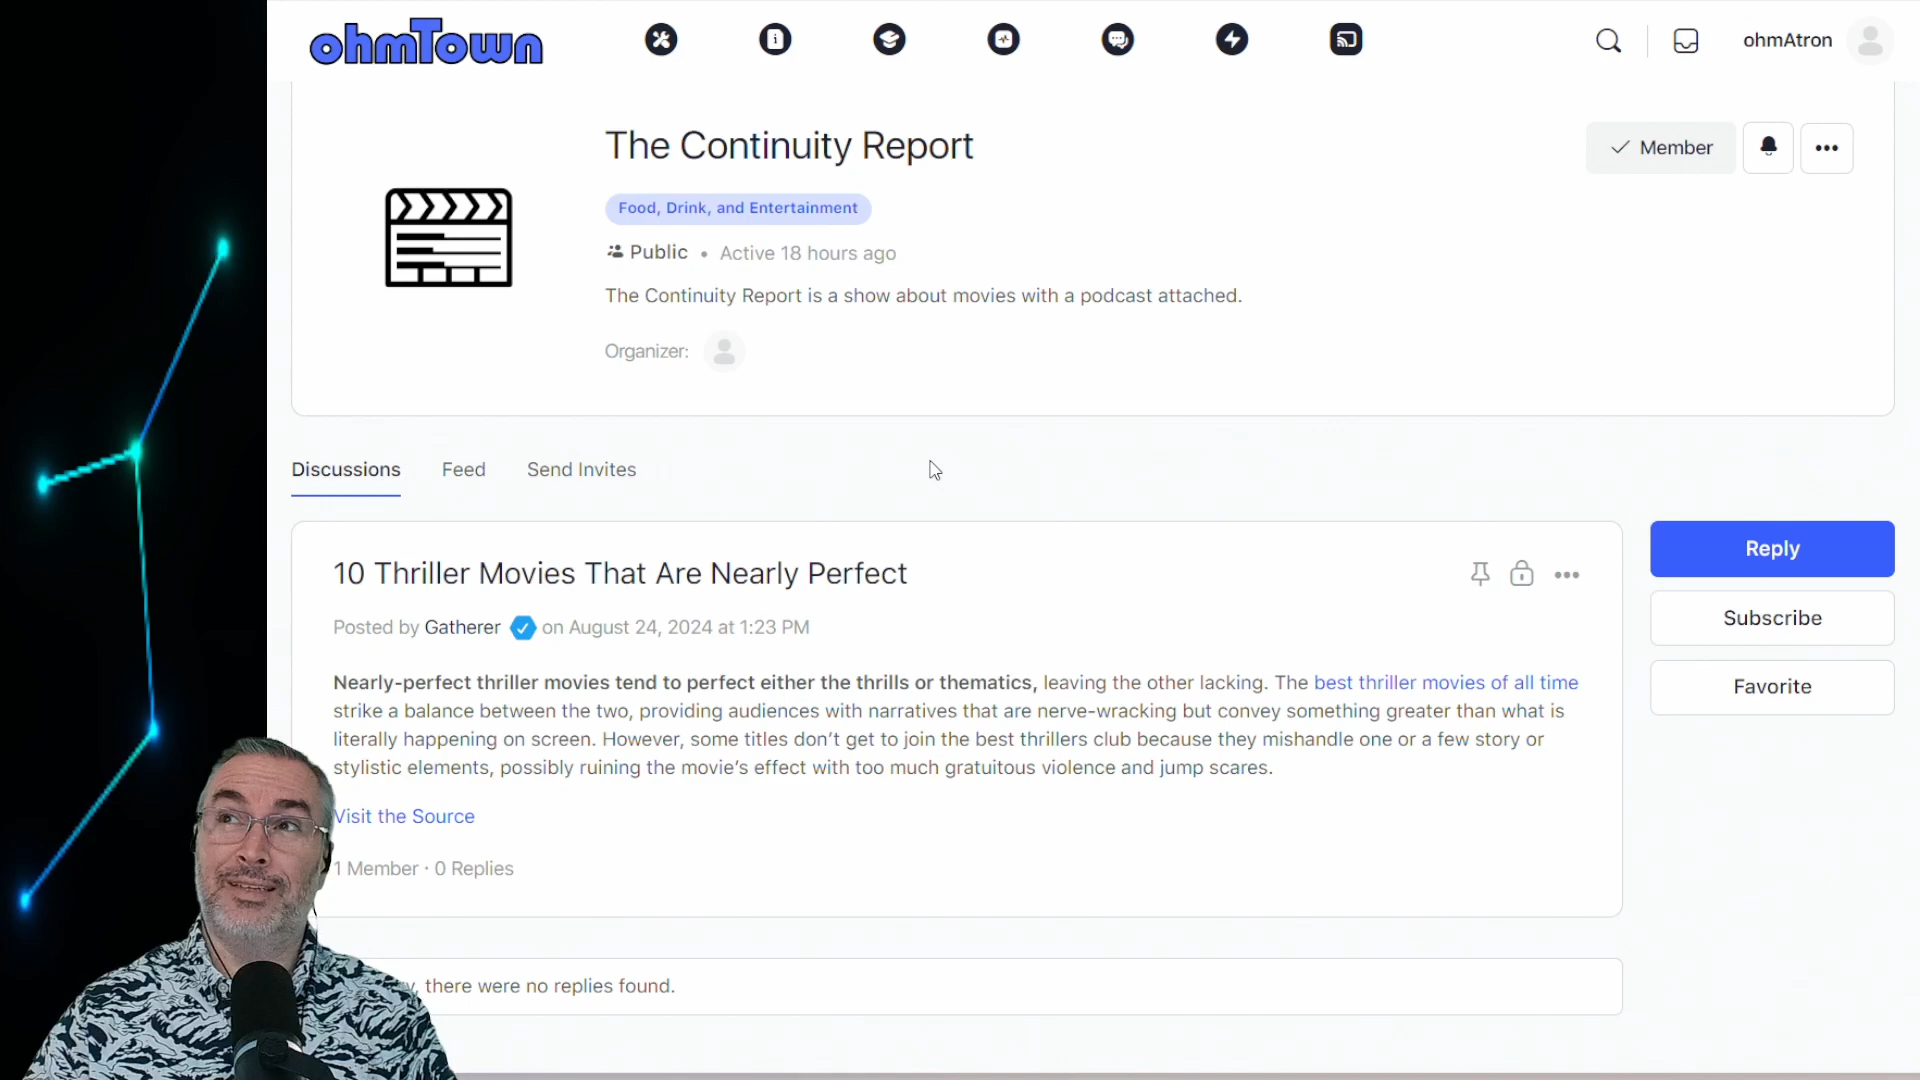 ohmTown
ohmAtron
The Continuity Report
Member
Food, Drink, and Entertainment
Public • Active 18 hours ago
The Continuity Report is a show about movies with a podcast attached.
Organizer:
Discussions Feed Send Invites
10 Thriller Movies That Are Nearly Perfect
Posted by Gatherer on August 24, 2024 at 1:23 PM
Nearly-perfect thriller movies tend to perfect either the thrills or thematics, leaving the other lacking. The best thriller movies of all time
strike a balance between the two, providing audiences with narratives that are nerve-wracking but convey something greater than what is
literally happening on screen. However, some titles don’t get to join the best thrillers club because they mishandle one or a few story or
stylistic elements, possibly ruining the movie’s effect with too much gratuitous violence and jump scares.
Visit the Source
1 Member · 0 Replies
Reply
Subscribe
Favorite
, there were no replies found.